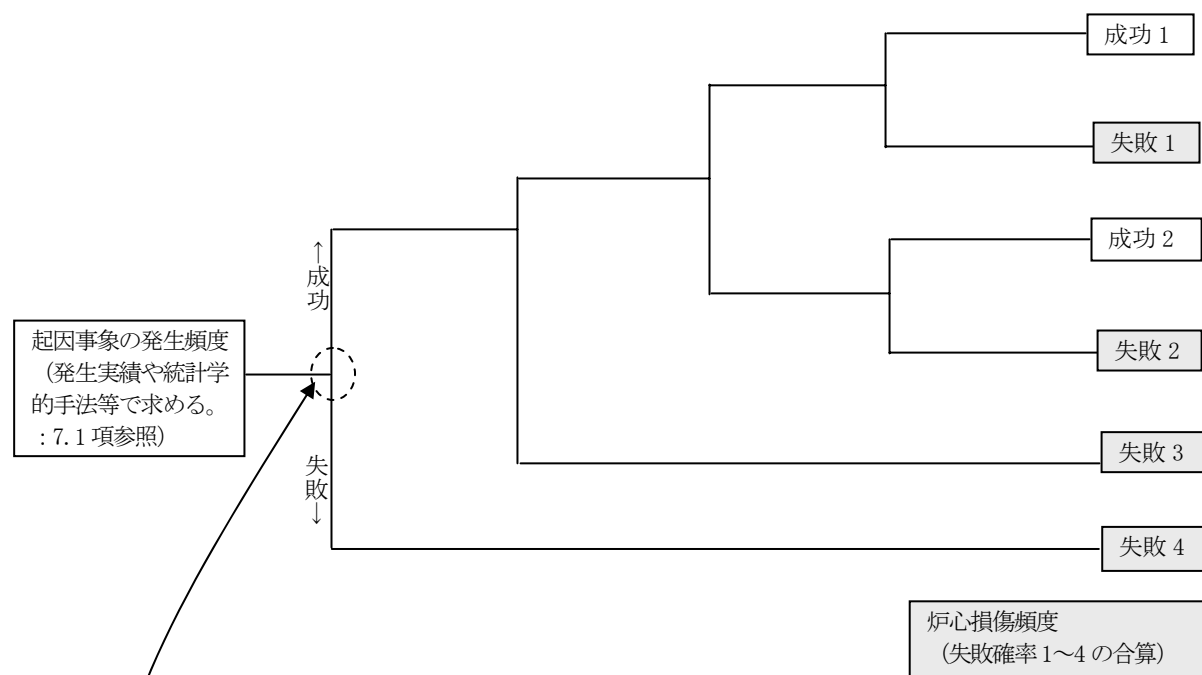 成功 1
失敗 1
成功 2
↑成功
起因事象の発生頻度
（発生実績や統計学
的手法等で求める。
：7.1 項参照）
失敗 2
失敗↓
失敗 3
失敗 4
炉心損傷頻度
（失敗確率 1～4 の合算）